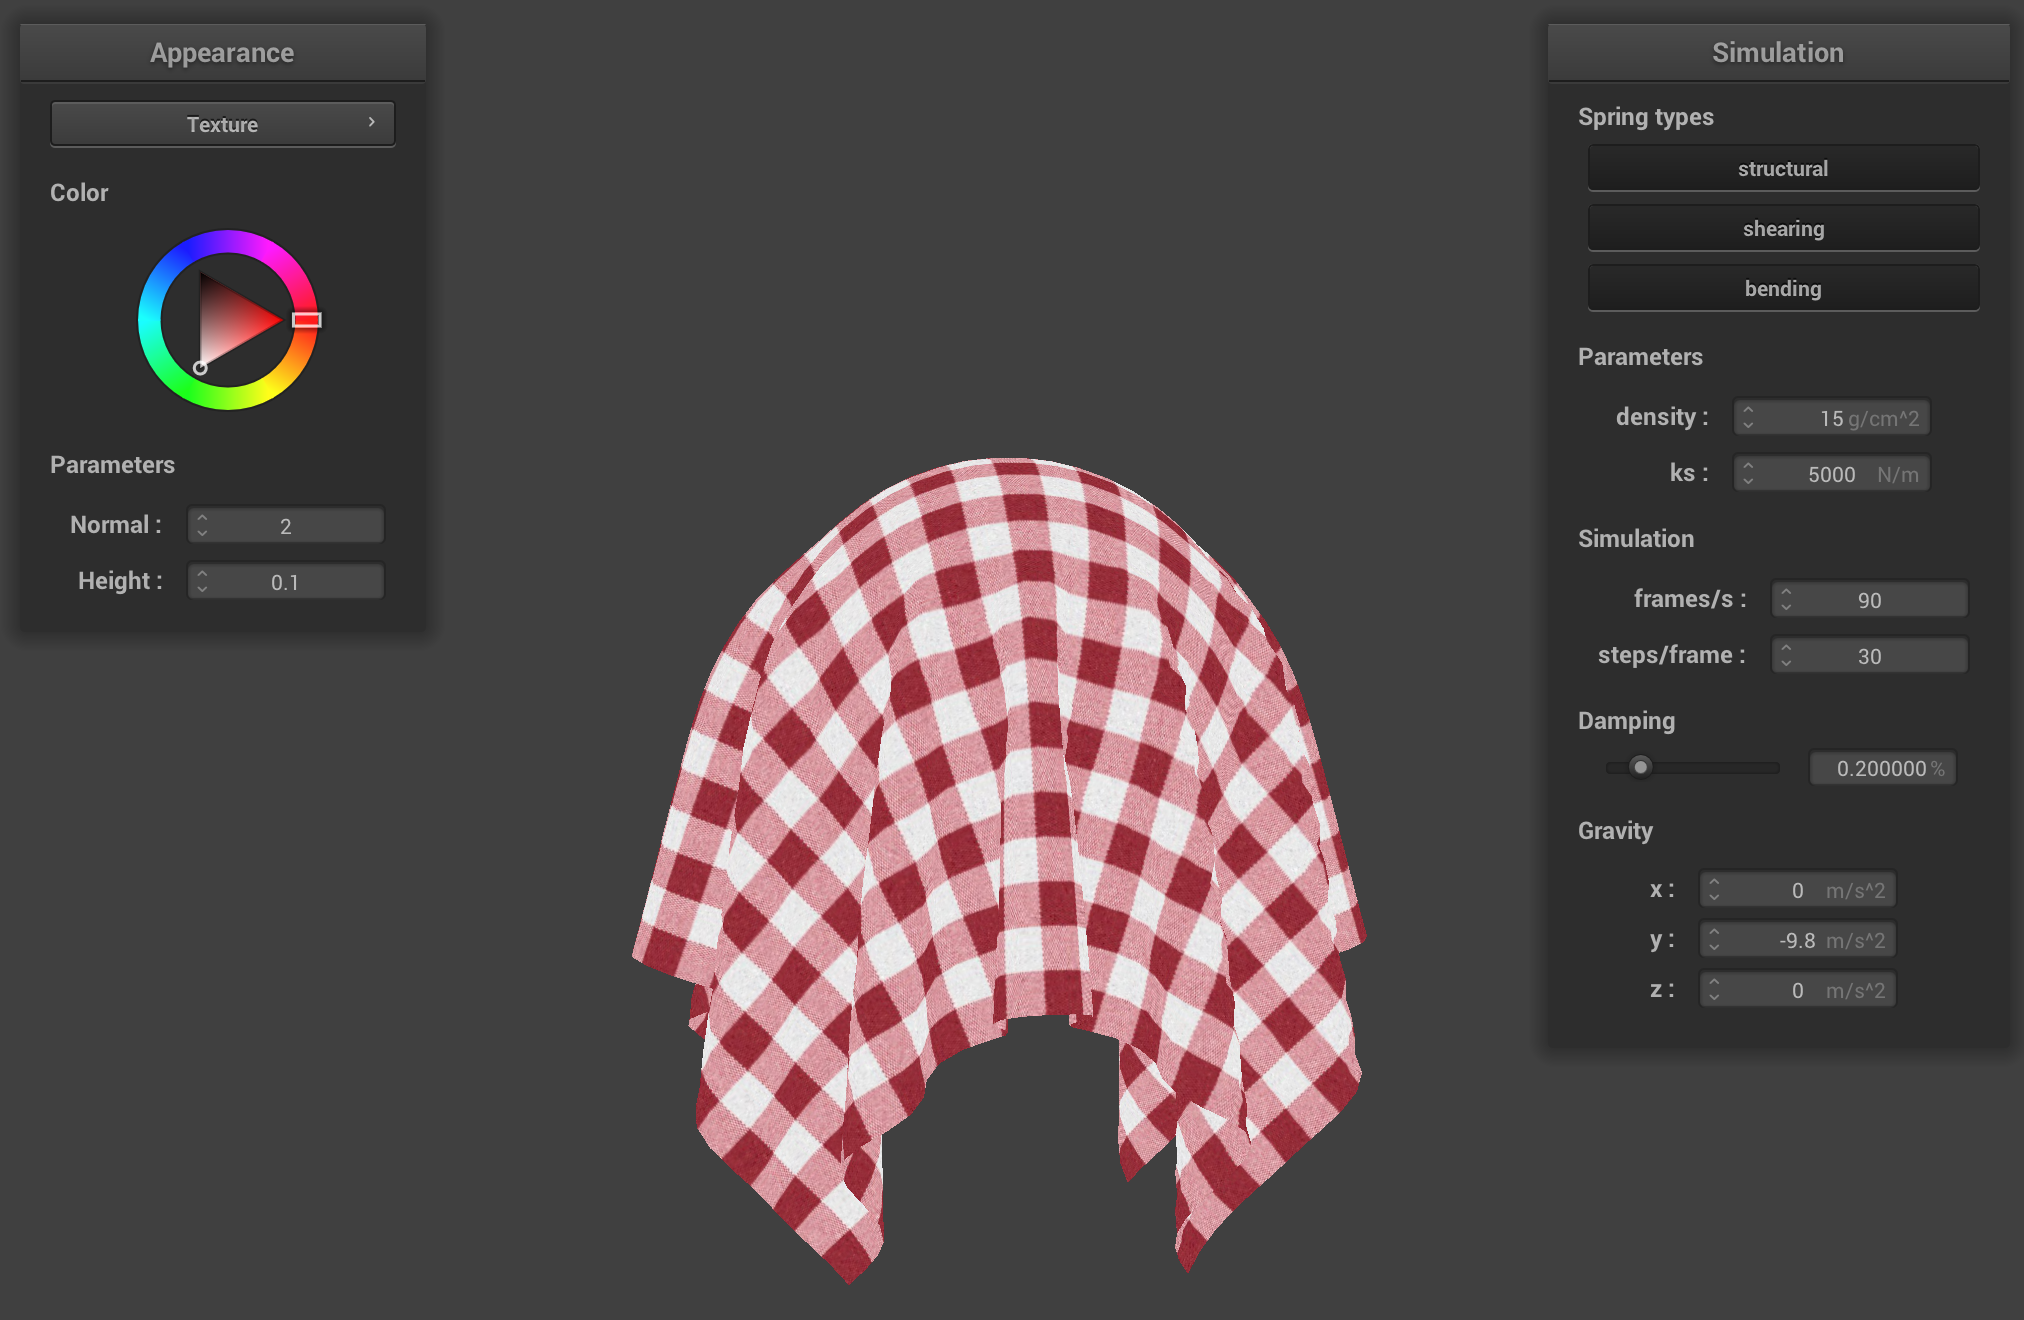 Appearance
Texture
Color
Parameters
Normal : 2
Height : 0.1
Simulation
Spring types
structural
shearing
bending
Parameters
density : 15 g/cm^2
ks : 5000 N/m
Simulation
frames/s : 90
steps/frame : 30
Damping
0.200000 %
Gravity
x : 0 m/s^2
y : -9.8 m/s^2
z : 0 m/s^2